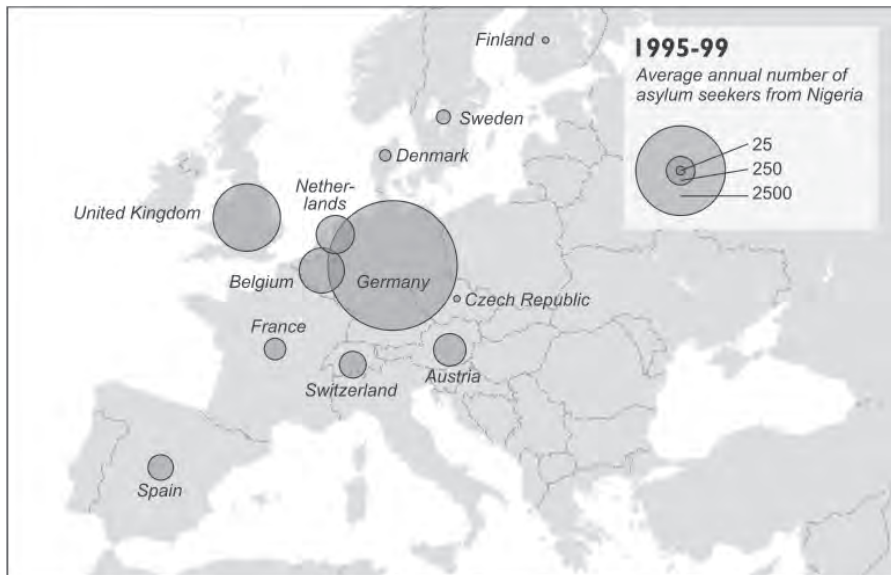 1995-99
Average annual number of
asylum seekers from Nigeria
25
250
2500
Finland
Sweden
Denmark
Nether-
lands
United Kingdom
Belgium
Germany
Czech Republic
France
Switzerland
Austria
Spain